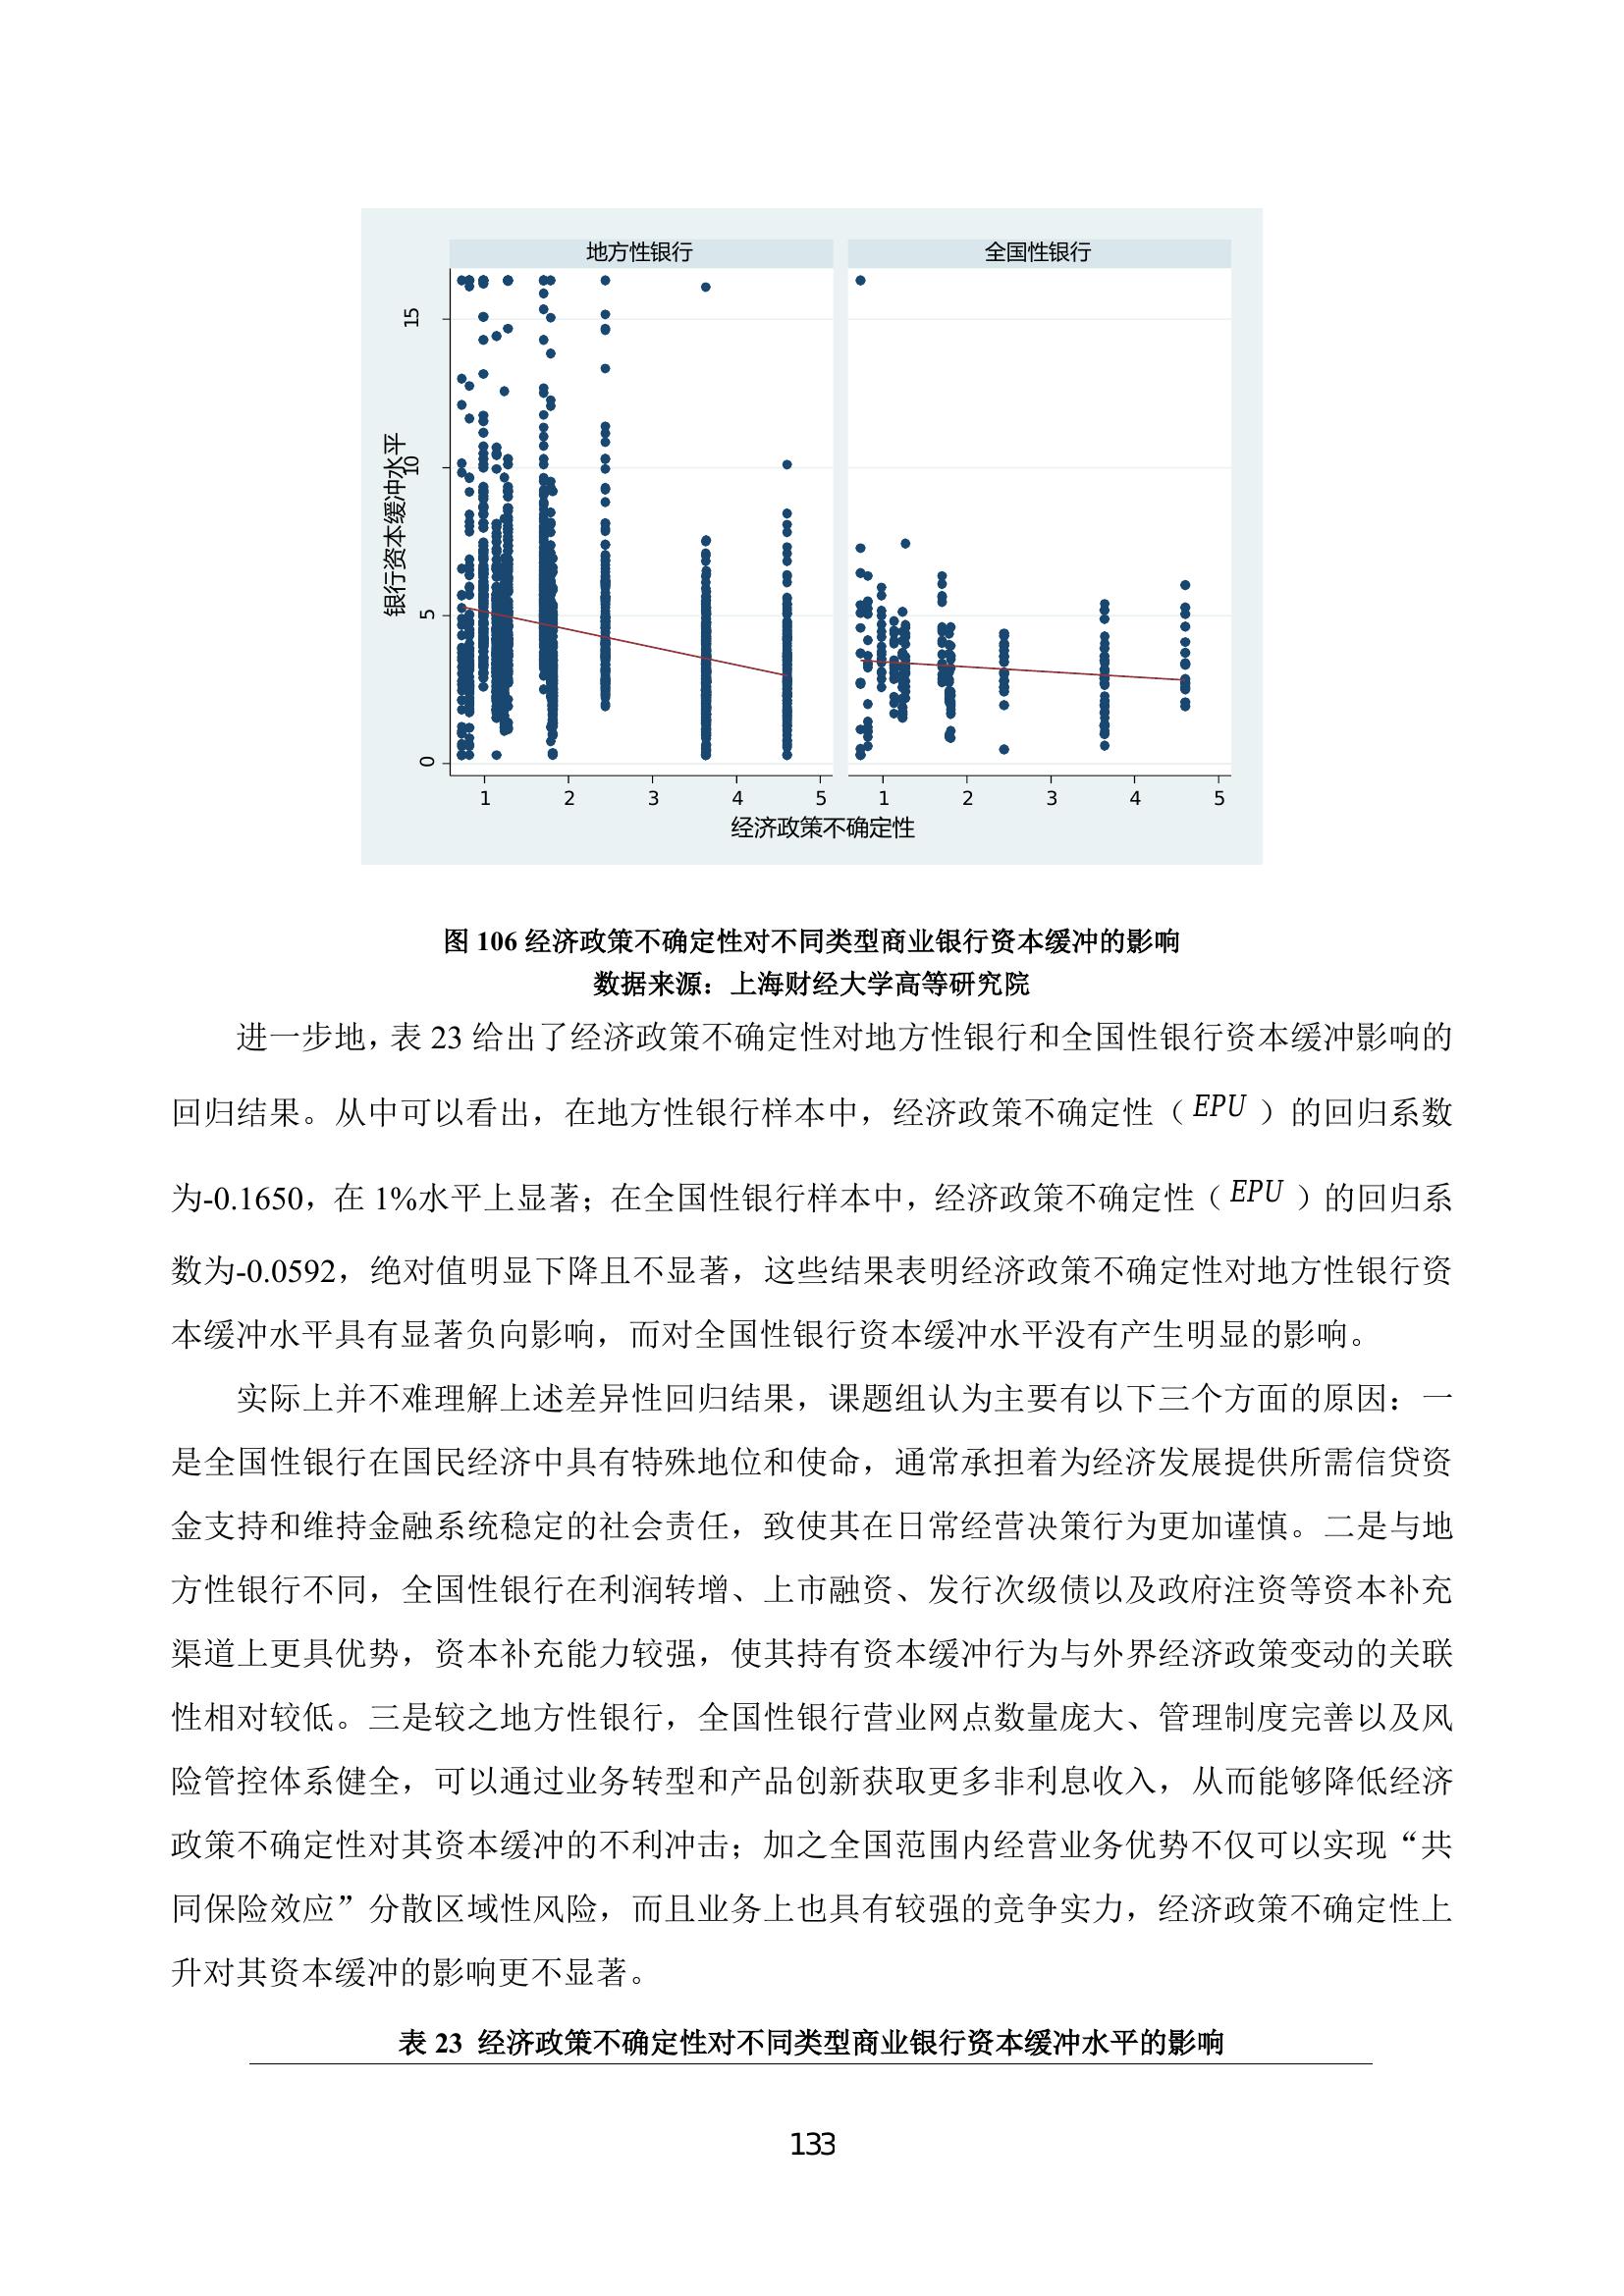 地方性银行 全国性银行
15
10
5
0
银行资本缓冲水平
1 2 3 4 5 1 2 3 4 5
经济政策不确定性
图 106 经济政策不确定性对不同类型商业银行资本缓冲的影响
数据来源：上海财经大学高等研究院
进一步地，表 23 给出了经济政策不确定性对地方性银行和全国性银行资本缓冲影响的
回归结果。从中可以看出，在地方性银行样本中，经济政策不确定性（EPU）的回归系数
为-0.1650，在 1%水平上显著；在全国性银行样本中，经济政策不确定性（EPU）的回归系
数为-0.0592，绝对值明显下降且不显著，这些结果表明经济政策不确定性对地方性银行资
本缓冲水平具有显著负向影响，而对全国性银行资本缓冲水平没有产生明显的影响。
实际上并不难理解上述差异性回归结果，课题组认为主要有以下三个方面的原因：一
是全国性银行在国民经济中具有特殊地位和使命，通常承担着为经济发展提供所需信贷资
金支持和维持金融系统稳定的社会责任，致使其在日常经营决策行为更加谨慎。二是与地
方性银行不同，全国性银行在利润转增、上市融资、发行次级债以及政府注资等资本补充
渠道上更具优势，资本补充能力较强，使其持有资本缓冲行为与外界经济政策变动的关联
性相对较低。三是较之地方性银行，全国性银行营业网点数量庞大、管理制度完善以及风
险管控体系健全，可以通过业务转型和产品创新获取更多非利息收入，从而能够降低经济
政策不确定性对其资本缓冲的不利冲击；加之全国范围内经营业务优势不仅可以实现“共
同保险效应”分散区域性风险，而且业务上也具有较强的竞争实力，经济政策不确定性上
升对其资本缓冲的影响更不显著。
表 23 经济政策不确定性对不同类型商业银行资本缓冲水平的影响
133